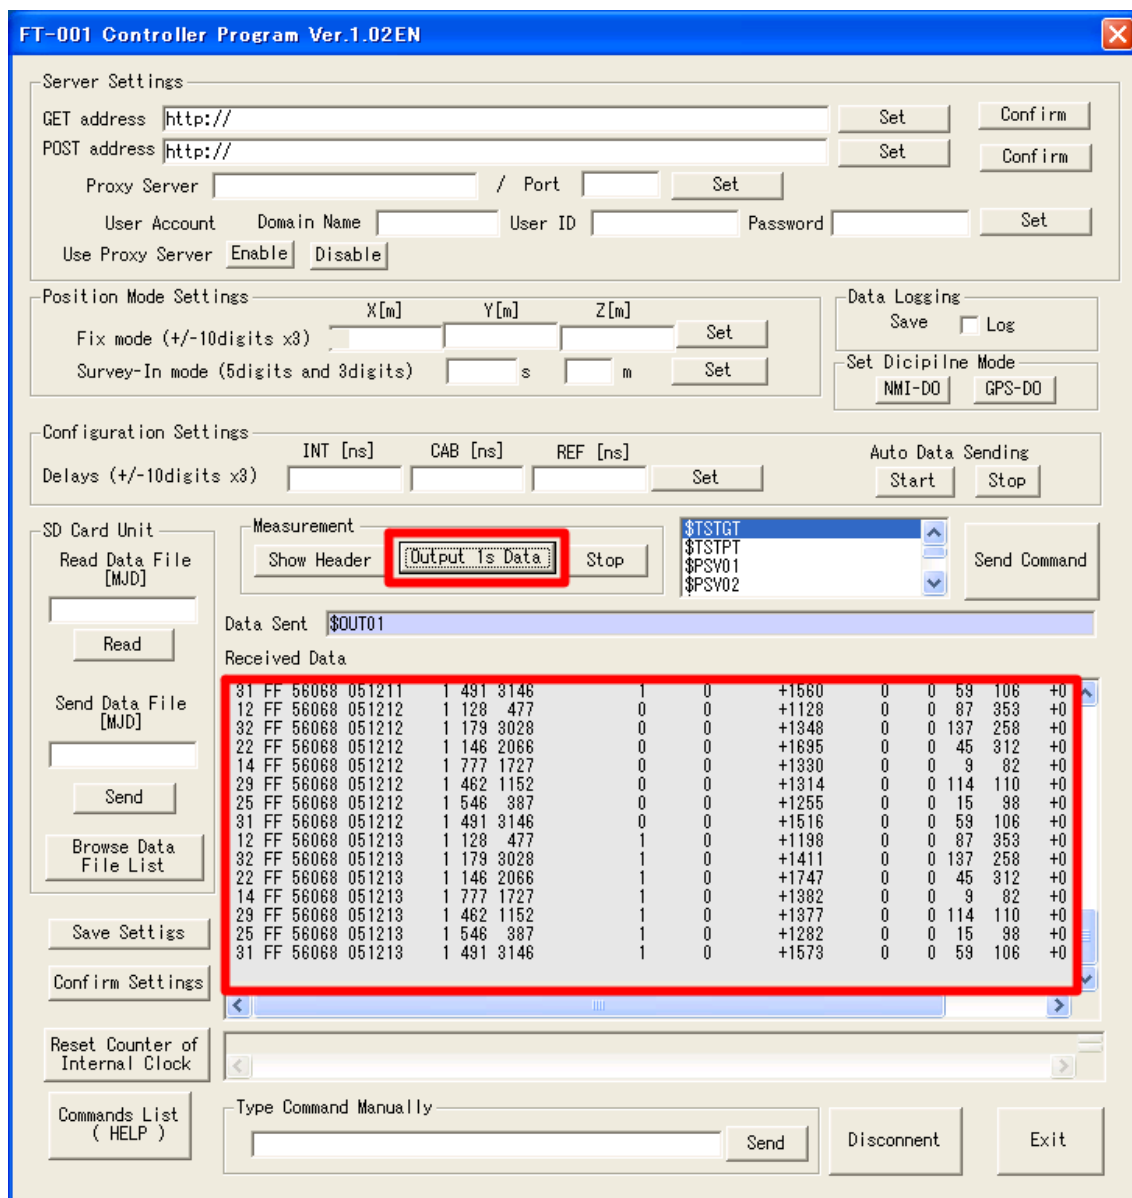 FT-001 Controller Program Ver.1.02EN
Server Settings
GET address http:// Set Confirm
POST address http:// Set Confirm
Proxy Server / Port Set
User Account Domain Name User ID Password Set
Use Proxy Server Enable Disable
Position Mode Settings
X[m] Y[m] Z[m]
Fix mode (+/-10digits x3) Set
Survey-In mode (5digits and 3digits) s m Set
Data Logging
Save Log
Set Dicipilne Mode
NMI-DO GPS-DO
Configuration Settings
INT [ns] CAB [ns] REF [ns]
Delays (+/-10digits x3) Set
Auto Data Sending
Start Stop
SD Card Unit
Read Data File
[MJD]
Read
Send Data File
[MJD]
Send
Browse Data
File List
Measurement
Show Header Output 1s Data Stop
$TSTGT
$TSTPT
$PSV01
$PSV02
Send Command
Data Sent $OUT01
Received Data
31 FF 56068 051211 1 491 3146 1 0 +1560 0 0 59 106 +0
12 FF 56068 051212 1 128 477 0 0 +1128 0 0 87 353 +0
32 FF 56068 051212 1 179 3028 0 0 +1348 0 0 137 258 +0
22 FF 56068 051212 1 146 2066 0 0 +1695 0 0 45 312 +0
14 FF 56068 051212 1 777 1727 0 0 +1330 0 0 9 82 +0
29 FF 56068 051212 1 462 1152 0 0 +1314 0 0 114 110 +0
25 FF 56068 051212 1 546 387 0 0 +1255 0 0 15 98 +0
31 FF 56068 051212 1 491 3146 0 0 +1516 0 0 59 106 +0
12 FF 56068 051213 1 128 477 1 0 +1198 0 0 87 353 +0
32 FF 56068 051213 1 179 3028 1 0 +1411 0 0 137 258 +0
22 FF 56068 051213 1 146 2066 1 0 +1747 0 0 45 312 +0
14 FF 56068 051213 1 777 1727 1 0 +1382 0 0 9 82 +0
29 FF 56068 051213 1 462 1152 1 0 +1377 0 0 114 110 +0
25 FF 56068 051213 1 546 387 1 0 +1282 0 0 15 98 +0
31 FF 56068 051213 1 491 3146 1 0 +1573 0 0 59 106 +0
Save Settigs
Confirm Settings
Reset Counter of
Internal Clock
Commands List
( HELP )
Type Command Manually
Send
Disconnent
Exit